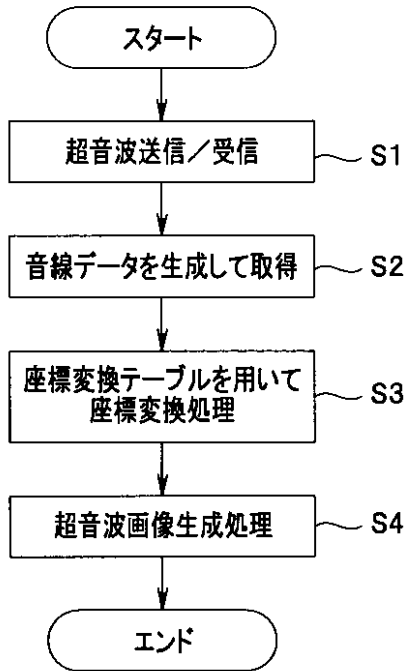 スタート
超音波送信／受信
S1
音線データを生成して取得
S2
座標変換テーブルを用いて
座標変換処理
S3
超音波画像生成処理
S4
エンド